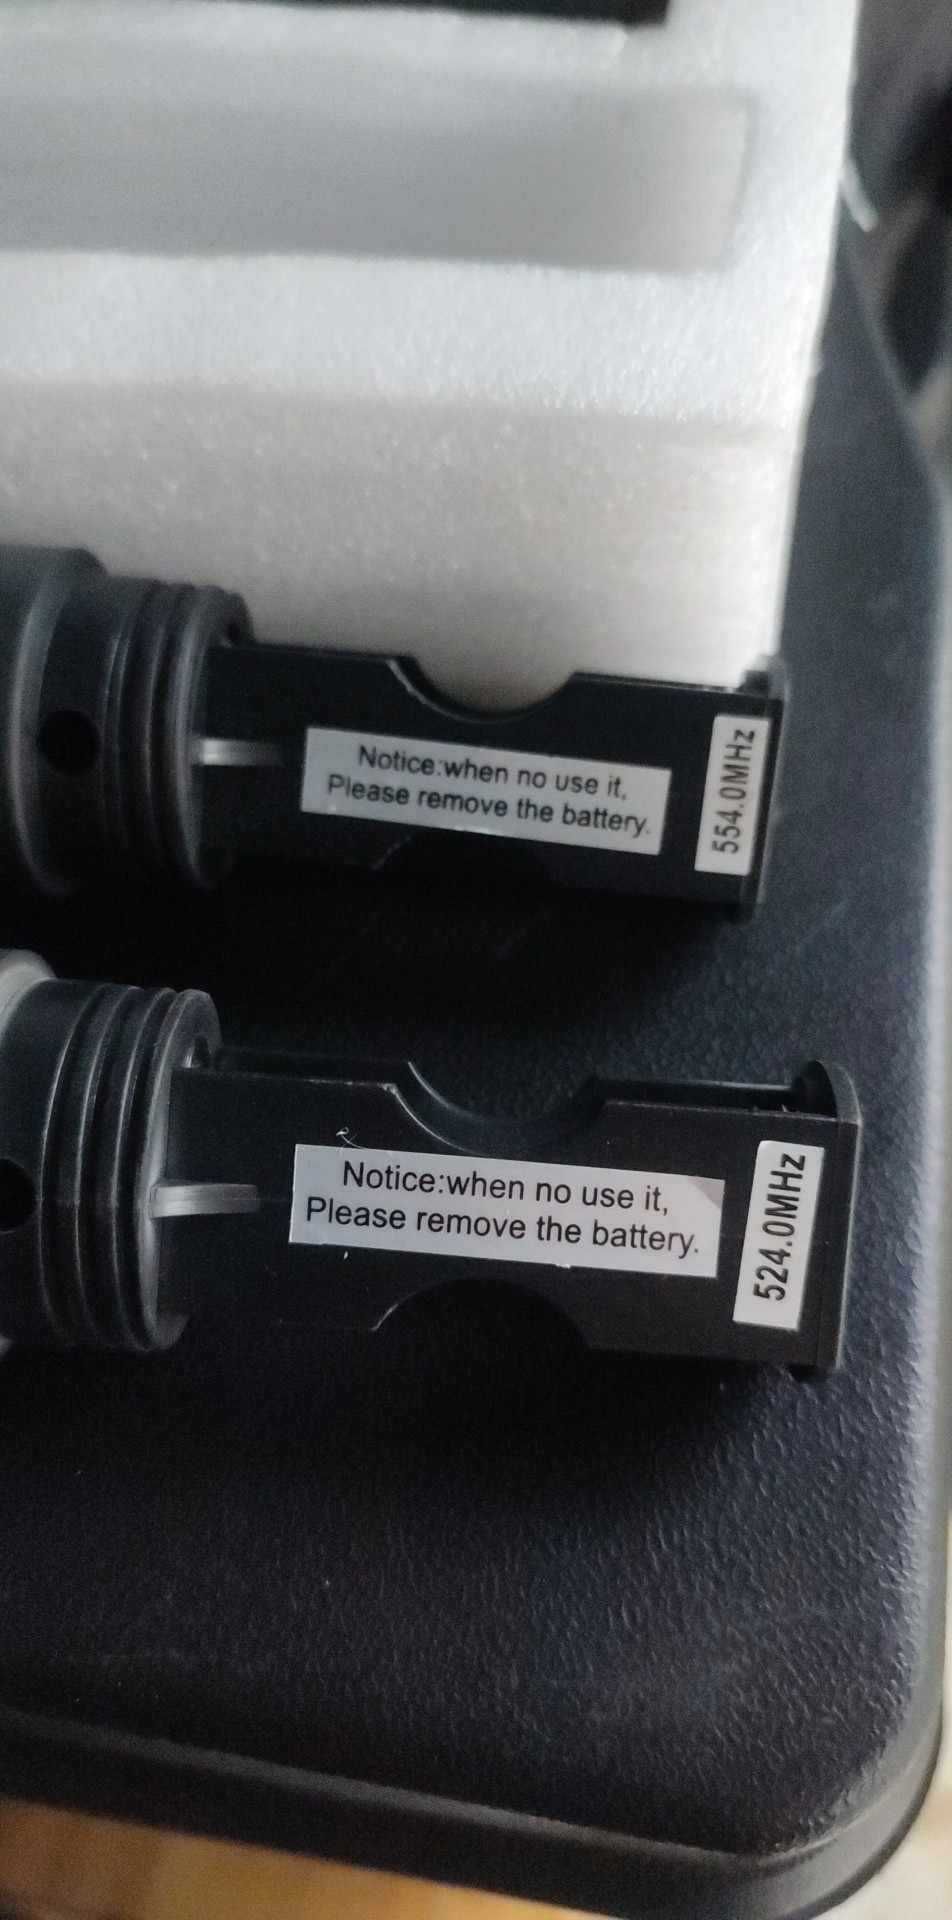 Notice:when no use it,
Please remove the battery.
554.0MHz
Notice:when no use it,
Please remove the battery.
524.0MHz